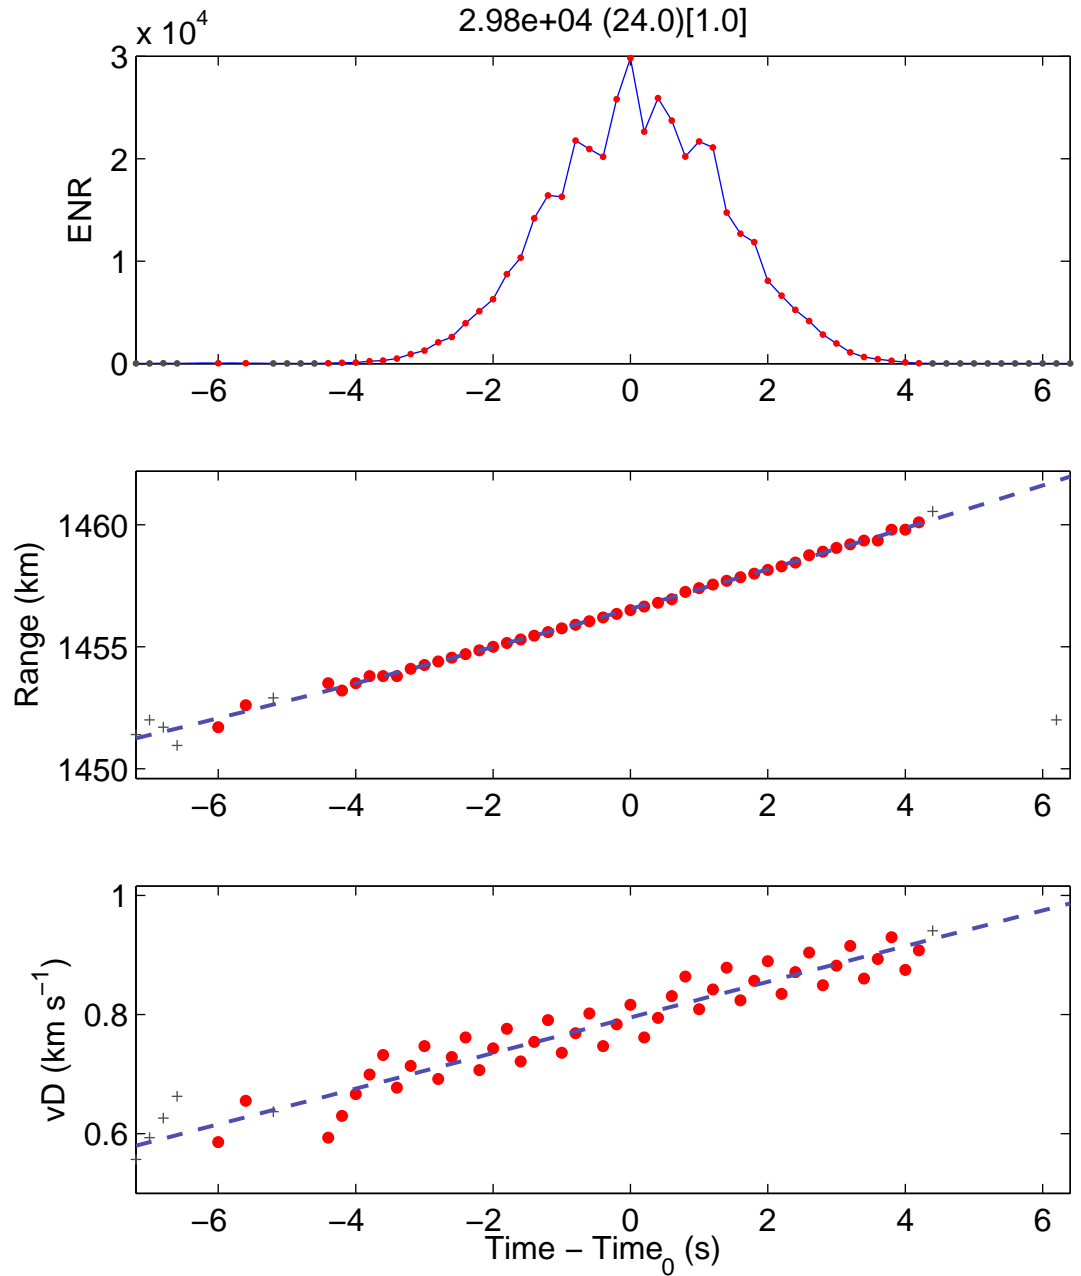 2.98e+04 (24.0)[1.0]
x 10^4
3
2
1
0
ENR
−6 −4 −2 0 2 4 6
1460
1455
1450
Range (km)
−6 −4 −2 0 2 4 6
1
0.8
0.6
vD (km s^−1)
−6 −4 −2 0 2 4 6
Time − Time_0 (s)